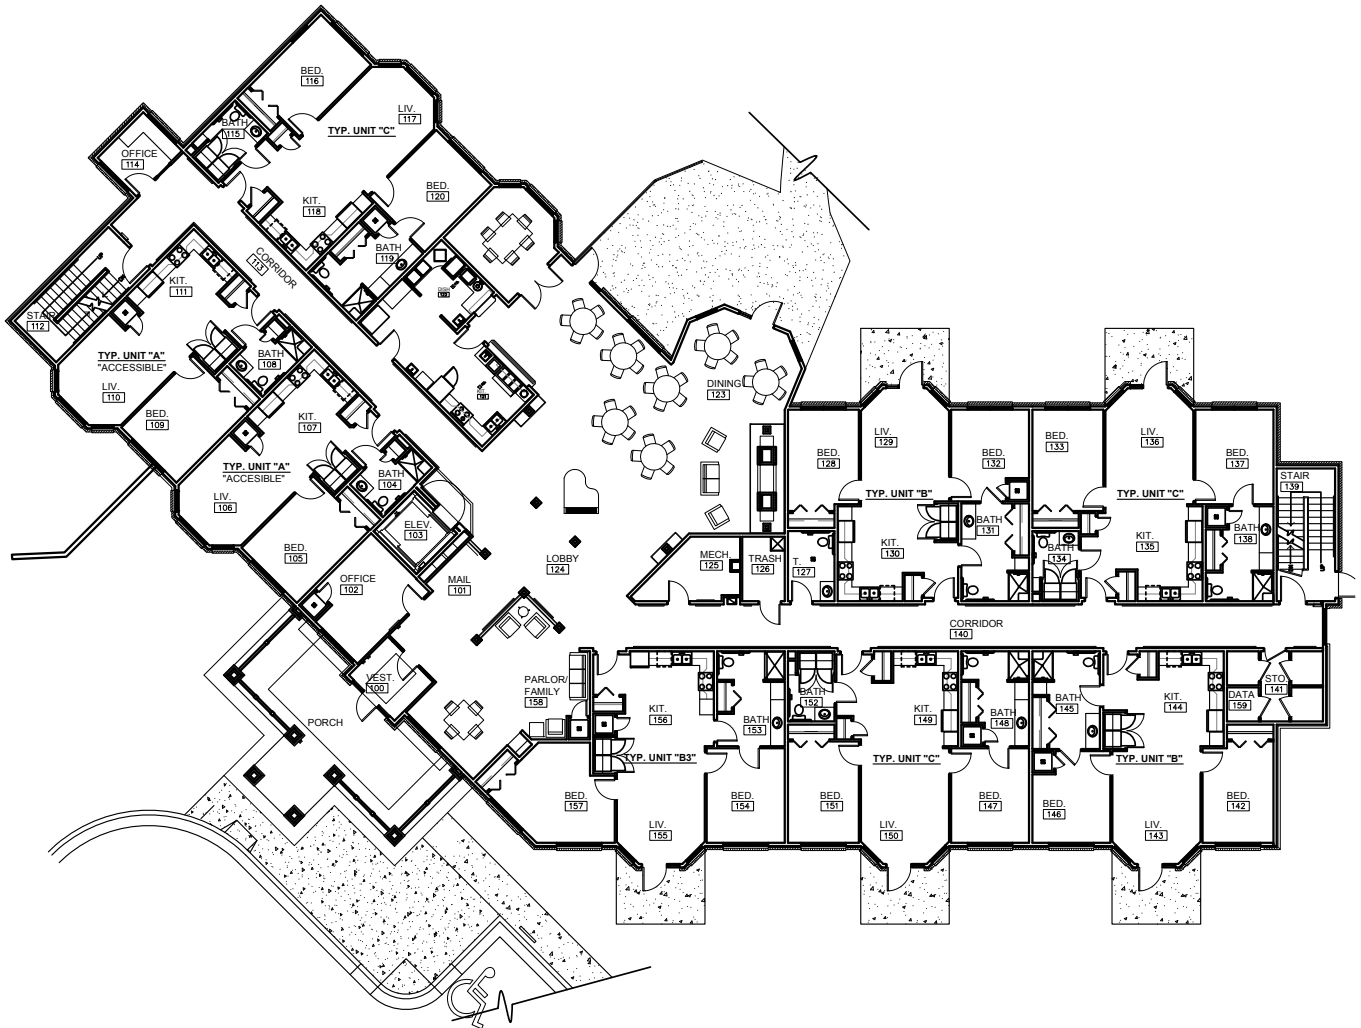 BED.
116
LIV.
117
TYP. UNIT "C"
BATH
115
OFFICE
114
BED.
120
KIT.
118
BATH
119
CORRIDOR
113
KIT.
111
STAIR
112
TYP. UNIT "A"
"ACCESSIBLE"
BATH
108
LIV.
110
BED.
109
KIT.
107
TYP. UNIT "A"
"ACCESIBLE"
BATH
104
LIV.
106
ELEV.
103
BED.
105
OFFICE
102
MAIL
101
LOBBY
124
DINING
123
VEST.
100
PORCH
PARLOR/
FAMILY
158
MECH.
125
TRASH
126
T.
127
BED.
128
LIV.
129
TYP. UNIT "B"
KIT.
130
BED.
132
BATH
131
BED.
133
LIV.
136
TYP. UNIT "C"
BATH
134
KIT.
135
BED.
137
BATH
138
STAIR
139
CORRIDOR
140
KIT.
156
BATH
153
TYP. UNIT "B3"
BED.
157
LIV.
155
BED.
154
BATH
152
KIT.
149
BATH
148
TYP. UNIT "C"
BED.
151
LIV.
150
BED.
147
BATH
145
KIT.
144
TYP. UNIT "B"
BED.
146
LIV.
143
BED.
142
STO.
141
DATA
159